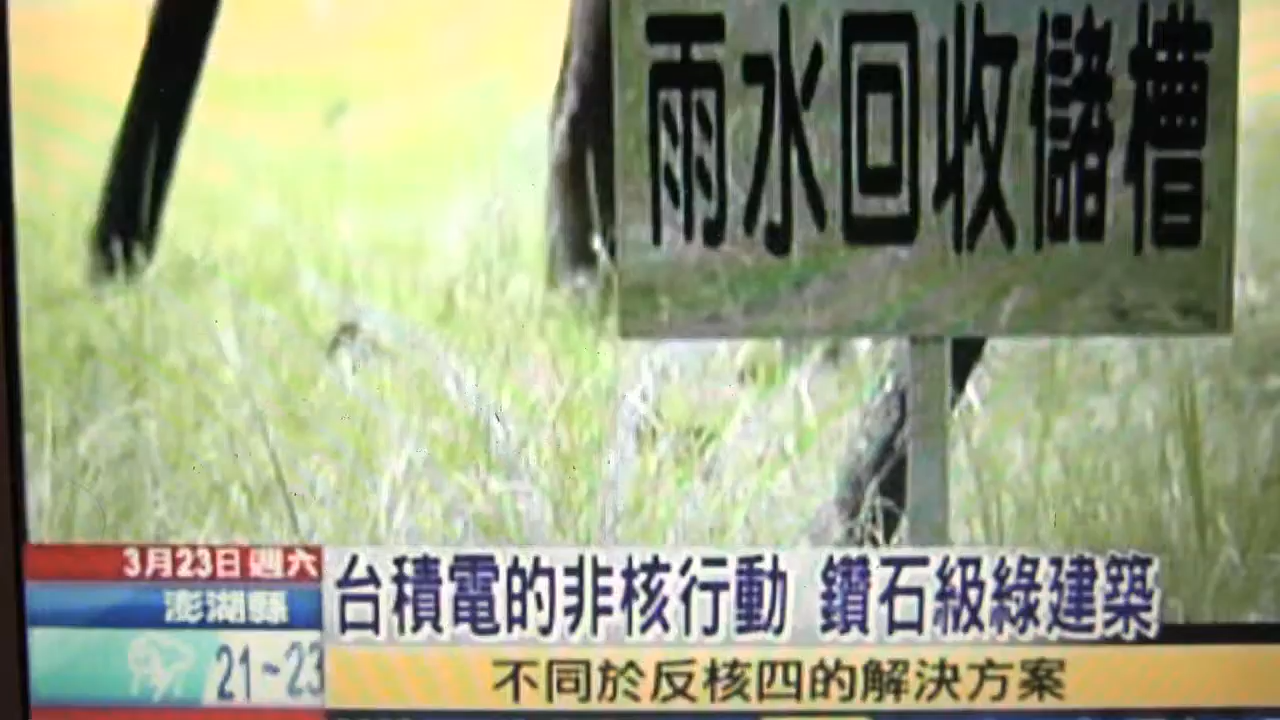 雨水回收儲槽
3月23日 週六
澎湖縣
21~23
台積電的非核行動 鑽石級綠建築
不同於反核四的解決方案